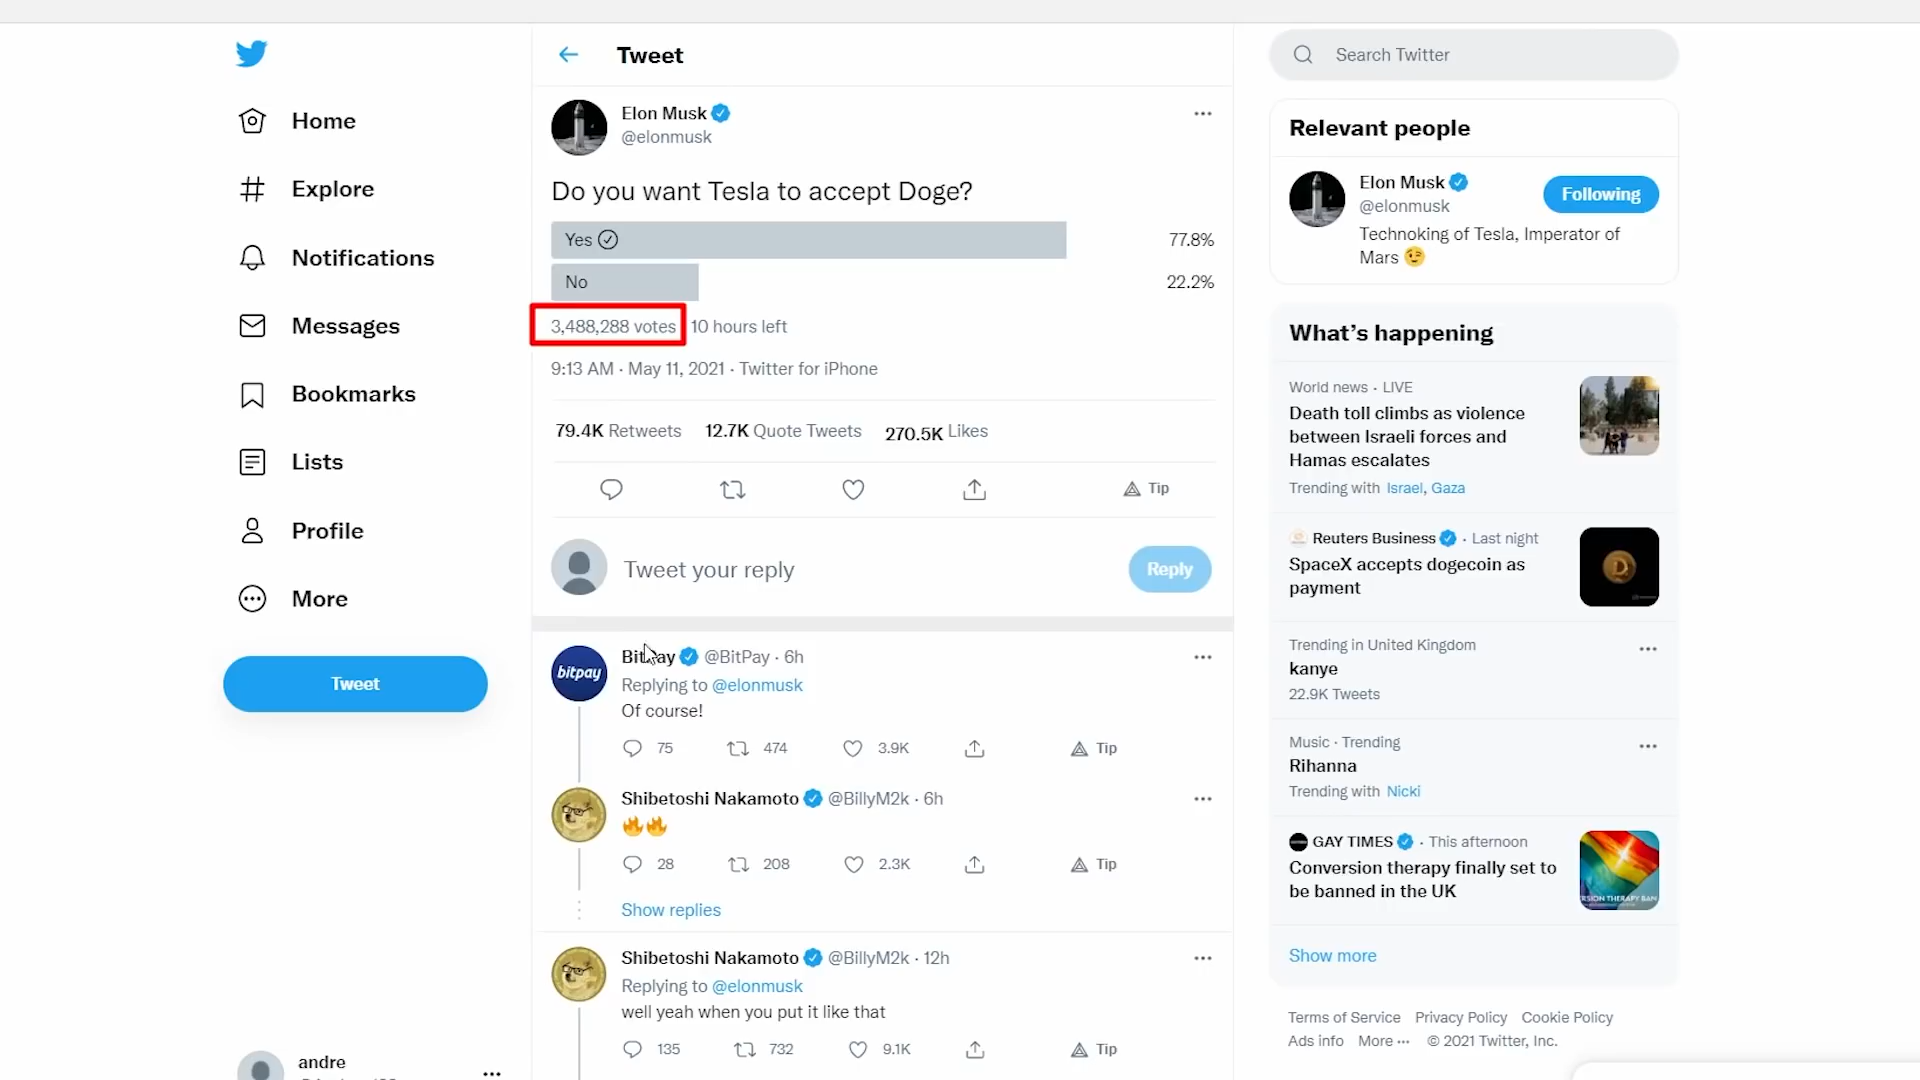 Tweet
Search Twitter
Home
Explore
Notifications
Messages
Bookmarks
Lists
Profile
More
Tweet
andre
Elon Musk
@elonmusk
Do you want Tesla to accept Doge?
Yes 77.8%
No 22.2%
3,488,288 votes 10 hours left
9:13 AM · May 11, 2021 · Twitter for iPhone
79.4K Retweets 12.7K Quote Tweets 270.5K Likes
Tip
Tweet your reply
Reply
bitpay
BitPay @BitPay · 6h
Replying to @elonmusk
Of course!
75 474 3.9K Tip
Shibetoshi Nakamoto @BillyM2k · 6h
🔥🔥
28 208 2.3K Tip
Show replies
Shibetoshi Nakamoto @BillyM2k · 12h
Replying to @elonmusk
well yeah when you put it like that
135 732 9.1K Tip
Relevant people
Elon Musk
@elonmusk
Following
Technoking of Tesla, Imperator of
Mars 😉
What’s happening
World news · LIVE
Death toll climbs as violence
between Israeli forces and
Hamas escalates
Trending with Israel, Gaza
Reuters Business · Last night
SpaceX accepts dogecoin as
payment
Trending in United Kingdom
kanye
22.9K Tweets
Music · Trending
Rihanna
Trending with Nicki
GAY TIMES · This afternoon
Conversion therapy finally set to
be banned in the UK
RSION THERAPY BAN
Show more
Terms of Service Privacy Policy Cookie Policy
Ads info More ··· © 2021 Twitter, Inc.